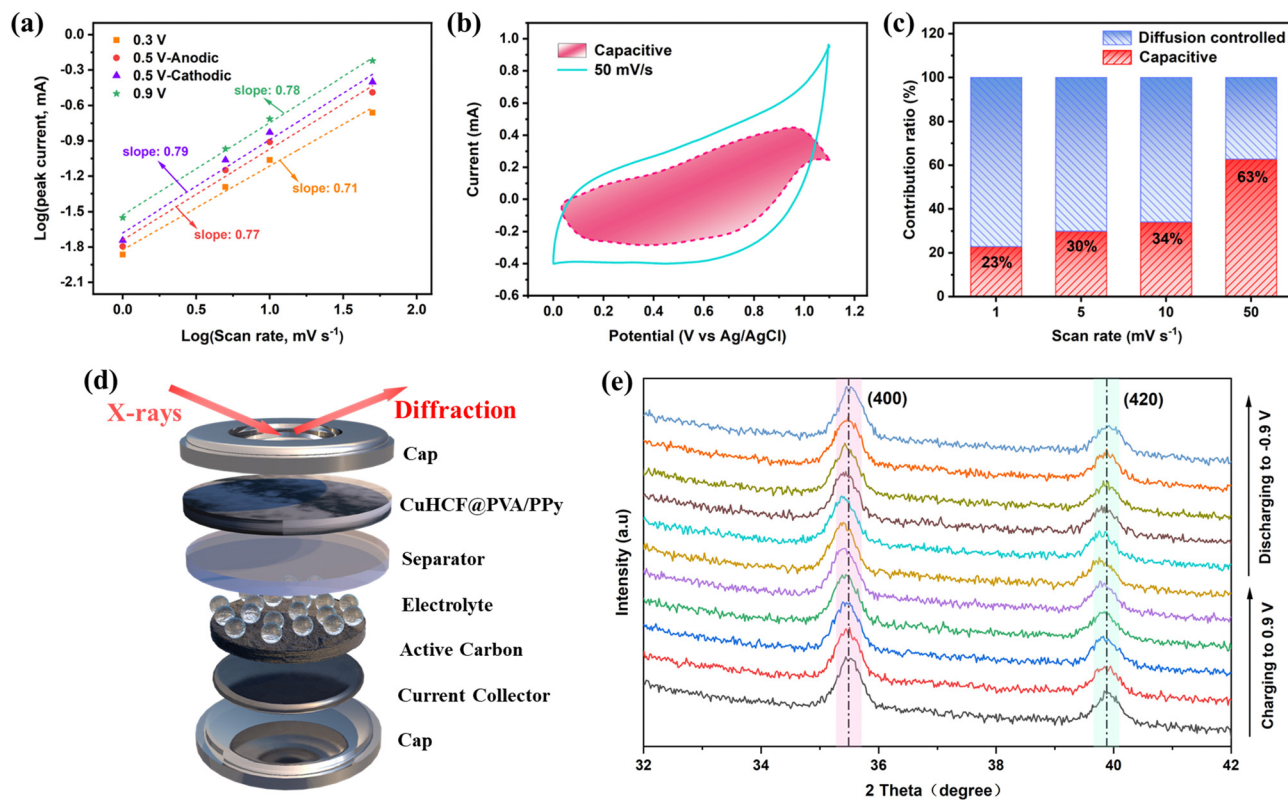 (a)
0.3 V
0.5 V-Anodic
0.5 V-Cathodic
0.9 V
slope: 0.78
slope: 0.79
slope: 0.71
slope: 0.77
Log(peak current, mA)
0.0
-0.3
-0.6
-0.9
-1.2
-1.5
-1.8
-2.1
0.0 0.5 1.0 1.5 2.0
Log(Scan rate, mV s⁻¹)
(b)
Capacitive
50 mV/s
Current (mA)
1.0
0.8
0.6
0.4
0.2
0.0
-0.2
-0.4
-0.6
0.0 0.2 0.4 0.6 0.8 1.0 1.2
Potential (V vs Ag/AgCl)
(c)
Diffusion controlled
Capacitive
Contribution ratio (%)
120
100
80
60
40
20
0
23%
30%
34%
63%
1 5 10 50
Scan rate (mV s⁻¹)
(d)
X-rays
Diffraction
Cap
CuHCF@PVA/PPy
Separator
Electrolyte
Active Carbon
Current Collector
Cap
(e)
(400)
(420)
Intensity (a.u)
Discharging to -0.9 V
Charging to 0.9 V
32 34 36 38 40 42
2 Theta（degree）